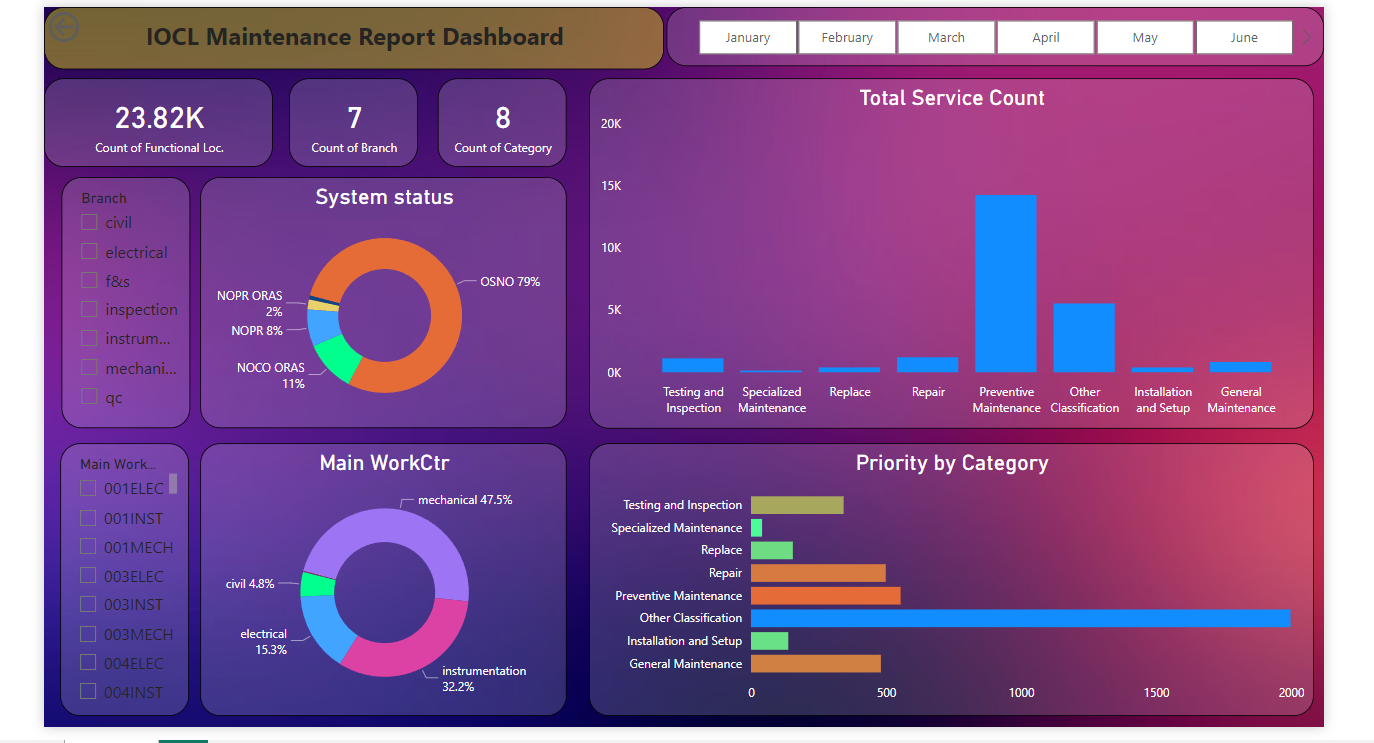 IOCL Maintenance Report Dashboard
January
February
March
April
May
June
23.82K
Count of Functional Loc.
7
Count of Branch
8
Count of Category
Branch
civil
electrical
f&s
inspection
instrum...
mechani...
qc
System status
OSNO 79%
NOPR ORAS
2%
NOPR 8%
NOCO ORAS
11%
Total Service Count
20K
15K
10K
5K
0K
Testing and
Inspection
Specialized
Maintenance
Replace
Repair
Preventive
Maintenance
Other
Classification
Installation
and Setup
General
Maintenance
Main Work...
001ELEC
001INST
001MECH
003ELEC
003INST
003MECH
004ELEC
004INST
Main WorkCtr
mechanical 47.5%
civil 4.8%
electrical
15.3%
instrumentation
32.2%
Priority by Category
Testing and Inspection
Specialized Maintenance
Replace
Repair
Preventive Maintenance
Other Classification
Installation and Setup
General Maintenance
0
500
1000
1500
2000